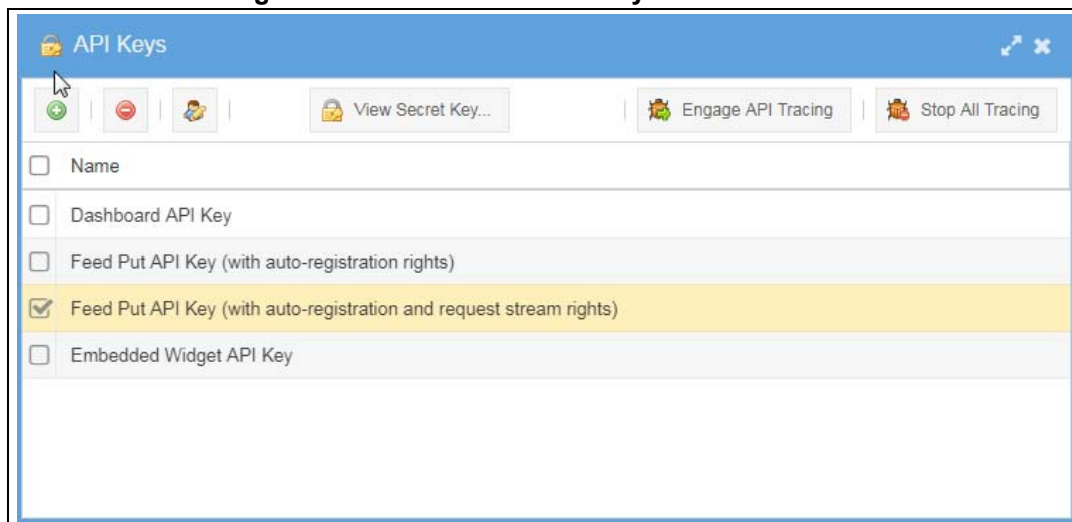 API Keys
View Secret Key... Engage API Tracing Stop All Tracing
Name
Dashboard API Key
Feed Put API Key (with auto-registration rights)
Feed Put API Key (with auto-registration and request stream rights)
Embedded Widget API Key